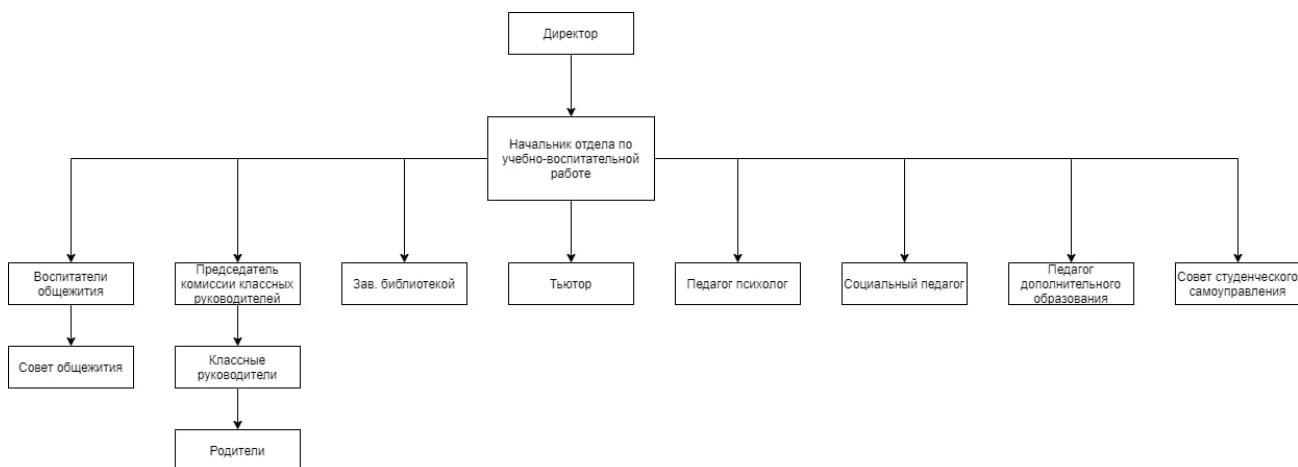 Директор
Начальник отдела по
учебно-воспитательной
работе
Воспитатели
общежития
Председатель
комиссии классных
руководителей
Зав. библиотекой
Тьютор
Педагог психолог
Социальный педагог
Педагог
дополнительного
образования
Совет студенческого
самоуправления
Совет общежития
Классные
руководители
Родители